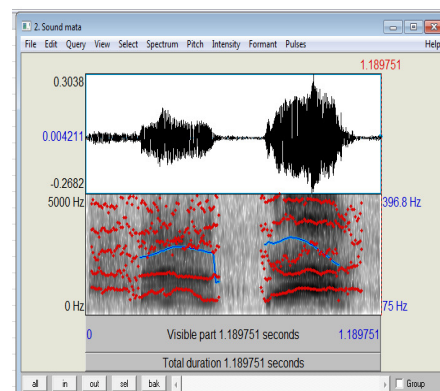 2. Sound mata
File Edit Query View Select Spectrum Pitch Intensity Formant Pulses Help
1.189751
0.3038
0.004211
-0.2682
5000 Hz 396.8 Hz
0 Hz 75 Hz
0 Visible part 1.189751 seconds 1.189751
Total duration 1.189751 seconds
all in out sel bak Group